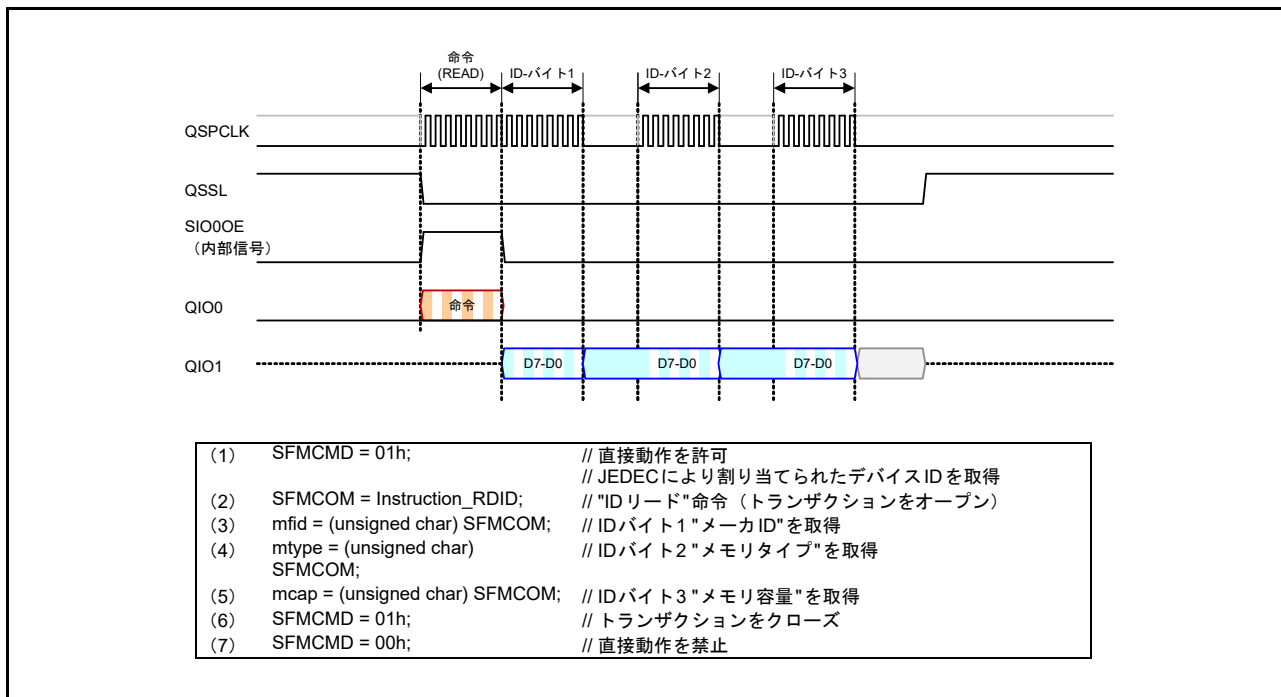 命令
(READ) ID-バイト1 ID-バイト2 ID-バイト3
QSPCLK
QSSL
SIO0OE
（内部信号）
QIO0 命令
QIO1 D7-D0 D7-D0 D7-D0
(1) SFMCMD = 01h; // 直接動作を許可
// JEDECにより割り当てられたデバイスIDを取得
(2) SFMCOM = Instruction_RDID; // "IDリード"命令（トランザクションをオープン）
(3) mfid = (unsigned char) SFMCOM; // IDバイト1 "メーカID"を取得
(4) mtype = (unsigned char) // IDバイト2 "メモリタイプ"を取得
SFMCOM;
(5) mcap = (unsigned char) SFMCOM; // IDバイト3 "メモリ容量"を取得
(6) SFMCMD = 01h; // トランザクションをクローズ
(7) SFMCMD = 00h; // 直接動作を禁止